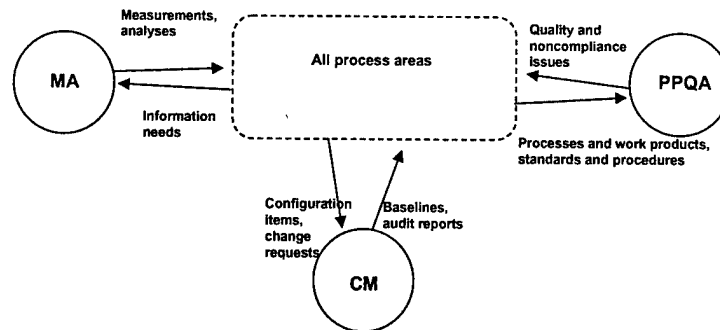 Measurements,
analyses
MA
Information
needs
All process areas
Quality and
noncompliance
issues
PPQA
Processes and work products,
standards and procedures
Configuration
items,
change
requests
Baselines,
audit reports
CM